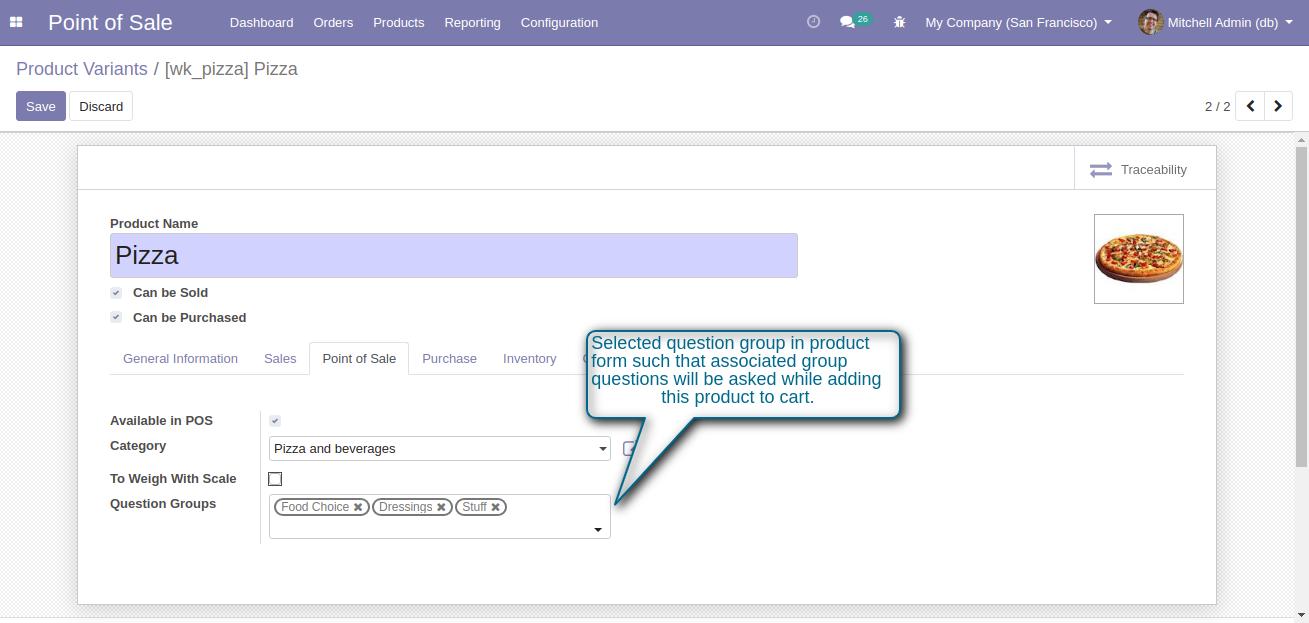 Point of Sale
Dashboard Orders Products Reporting Configuration
26
My Company (San Francisco)
Mitchell Admin (db)
Product Variants / [wk_pizza] Pizza
Save Discard
2 / 2
Traceability
Product Name
Pizza
Can be Sold
Can be Purchased
General Information Sales Point of Sale Purchase Inventory
Selected question group in product
form such that associated group
questions will be asked while adding
this product to cart.
Available in POS
Category Pizza and beverages
To Weigh With Scale
Question Groups Food Choice Dressings Stuff